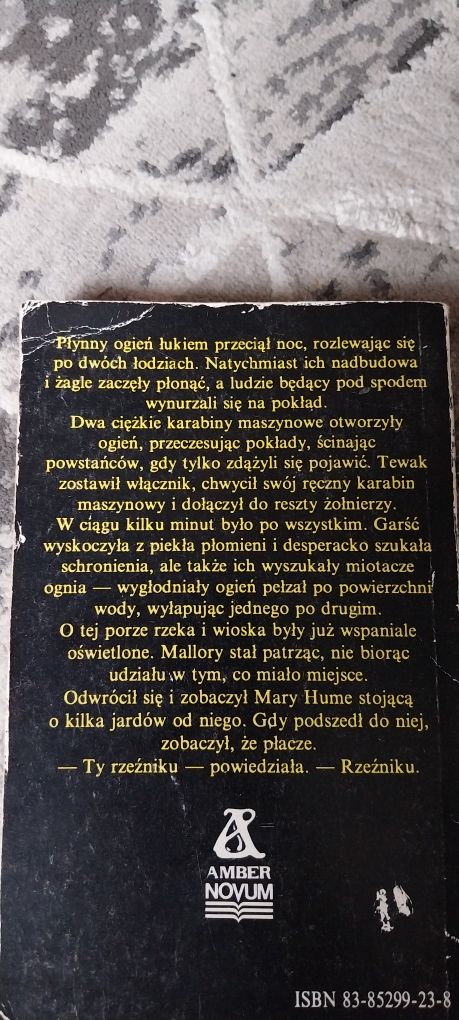 Płynny ogień łukiem przeciął noc, rozlewając się
po dwóch łodziach. Natychmiast ich nadbudowa
i żagle zaczęły płonąć, a ludzie będący pod spodem
wynurzali się na pokład.
Dwa ciężkie karabiny maszynowe otworzyły
ogień, przeczesując pokłady, ścinając
powstańców, gdy tylko zdążyli się pojawić. Tewak
zostawił włącznik, chwycił swój ręczny karabin
maszynowy i dołączył do reszty żołnierzy.
W ciągu kilku minut było po wszystkim. Garść
wyskoczyła z piekła płomieni i desperacko szukała
schronienia, ale także ich wyszukały miotacze
ognia — wygłodniały ogień pełzał po powierzchni
wody, wyłapując jednego po drugim.
O tej porze rzeka i wioska były już wspaniale
oświetlone. Mallory stał patrząc, nie biorąc
udziału w tym, co miało miejsce.
Odwrócił się i zobaczył Mary Hume stojącą
o kilka jardów od niego. Gdy podszedł do niej,
zobaczył, że płacze.
— Ty rzeźniku — powiedziała. — Rzeźniku.
AMBER
NOVUM
ISBN 83-85299-23-8